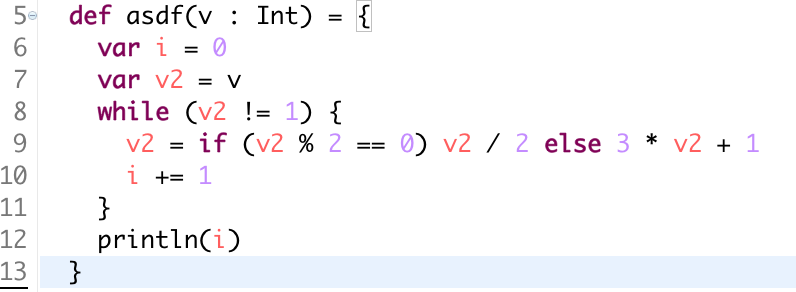 5 def asdf(v : Int) = {
6 var i = 0
7 var v2 = v
8 while (v2 != 1) {
9 v2 = if (v2 % 2 == 0) v2 / 2 else 3 * v2 + 1
10 i += 1
11 }
12 println(i)
13 }